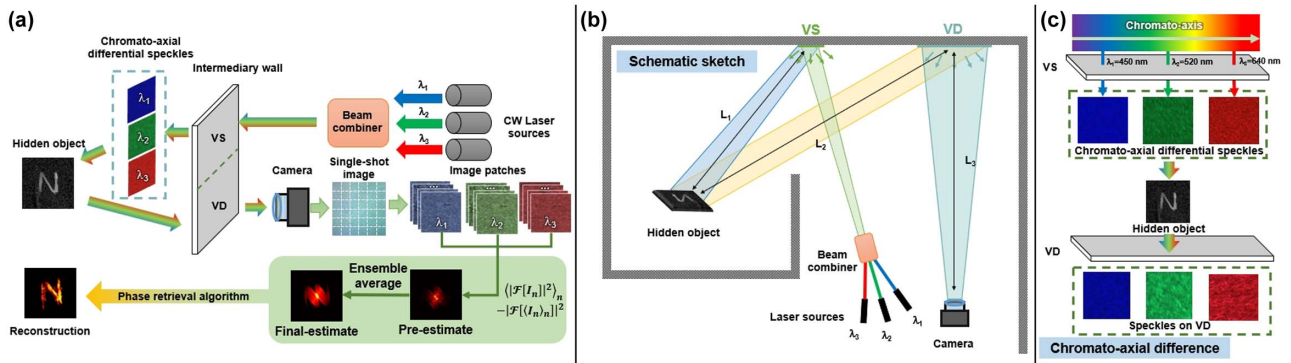 (a)
Chromato-axial
differential speckles
Intermediary wall
λ1
λ2
λ3
Hidden object
VS
VD
Beam
combiner
λ1
λ2
λ3
CW Laser
sources
Camera
Single-shot
image
Image patches
...
...
...
λ1
λ2
λ3
Ensemble
average
⟨|ℱ[In]|²⟩n
−|ℱ[⟨In⟩n]|²
Final-estimate
Pre-estimate
Phase retrieval algorithm
Reconstruction
(b)
VS
VD
Schematic sketch
L1
L2
L3
Hidden object
Beam
combiner
Laser sources
λ3
λ2
λ1
Camera
(c)
Chromato-axis
VS
λc=450 nm
λc=520 nm
λc=640 nm
Chromato-axial differential speckles
Hidden object
VD
Speckles on VD
Chromato-axial difference